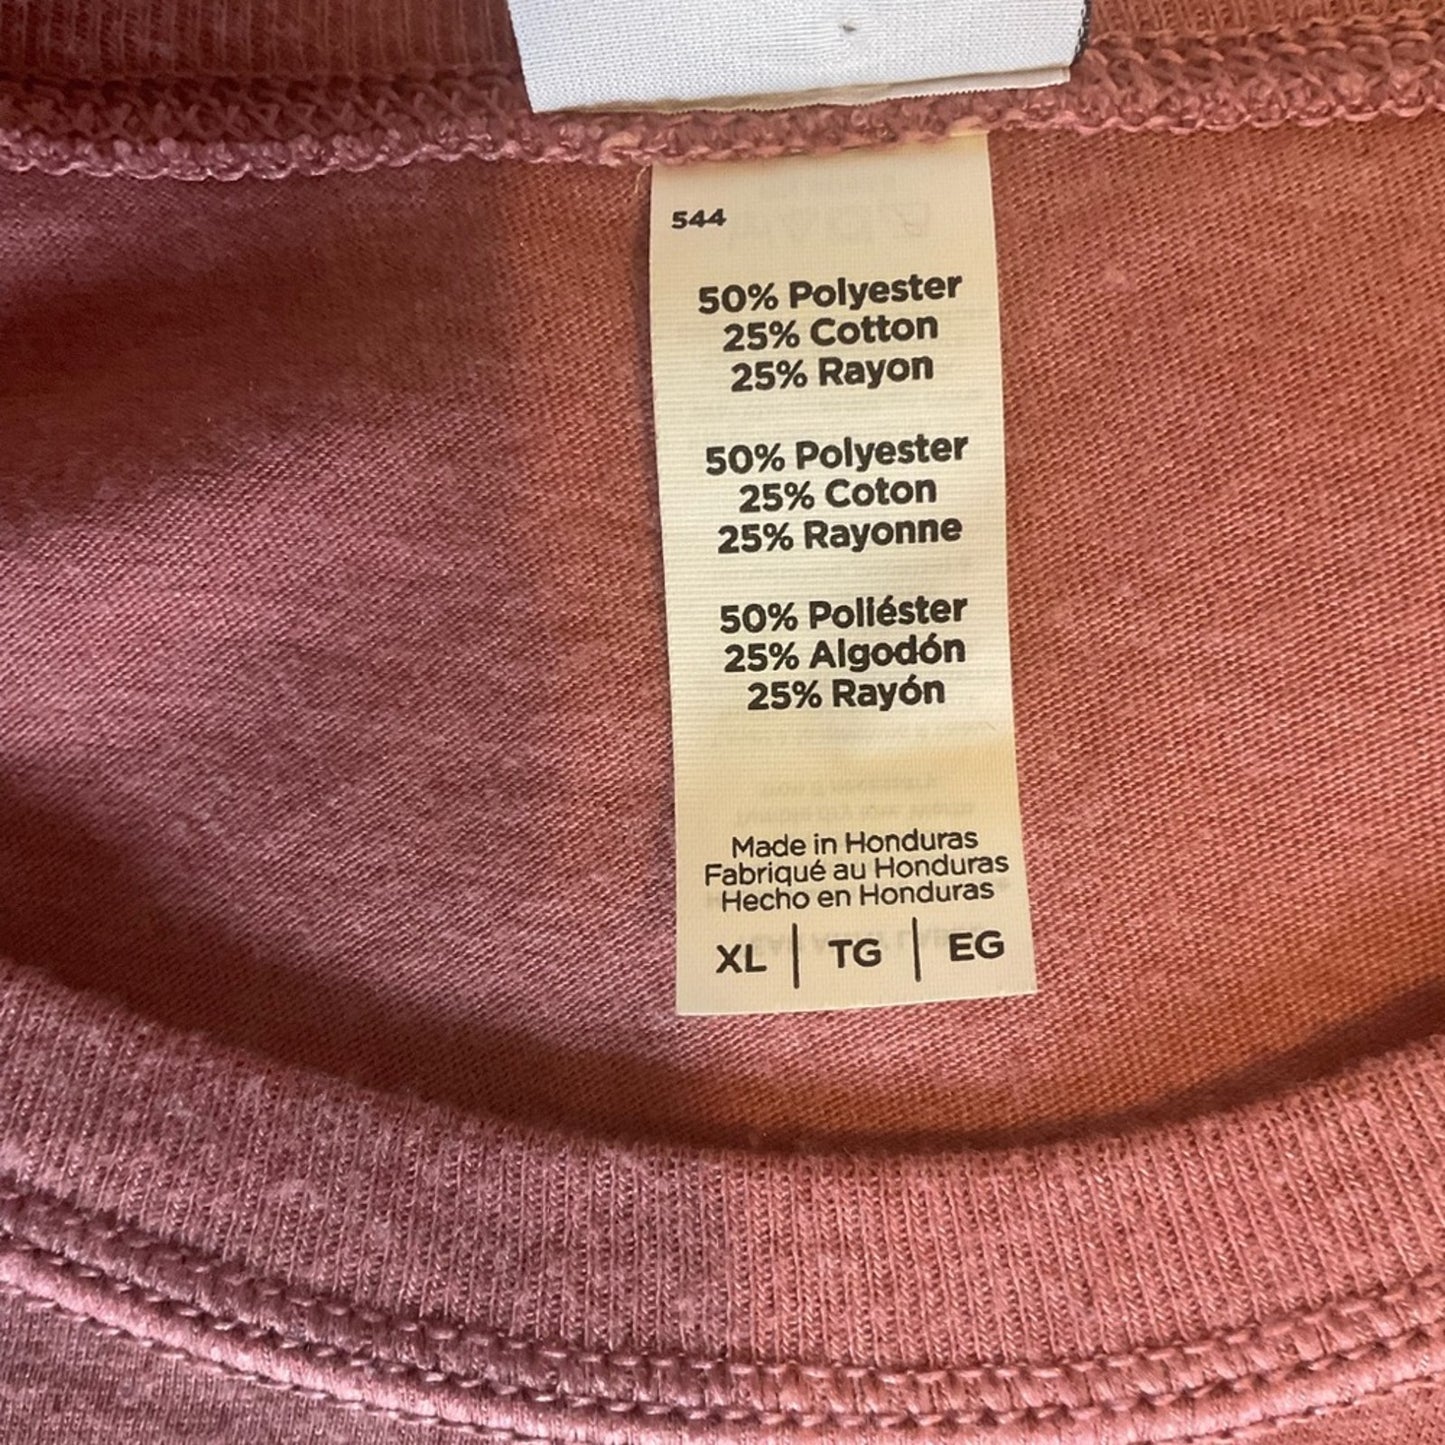 544
50% Polyester
25% Cotton
25% Rayon
50% Polyester
25% Coton
25% Rayonne
50% Poliéster
25% Algodón
25% Rayón
Made in Honduras
Fabriqué au Honduras
Hecho en Honduras
XL | TG | EG